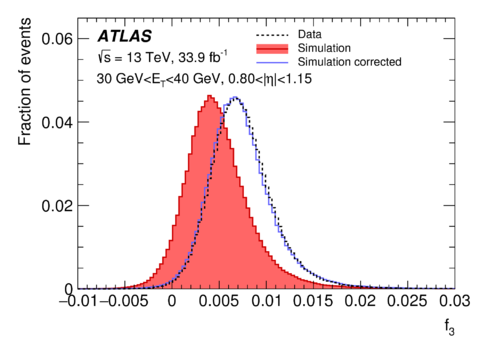 0.06
0.04
0.02
0
Fraction of events
ATLAS
√s = 13 TeV, 33.9 fb⁻¹
30 GeV<E_T<40 GeV, 0.80<|η|<1.15
Data
Simulation
Simulation corrected
−0.01 −0.005 0 0.005 0.01 0.015 0.02 0.025 0.03
f₃